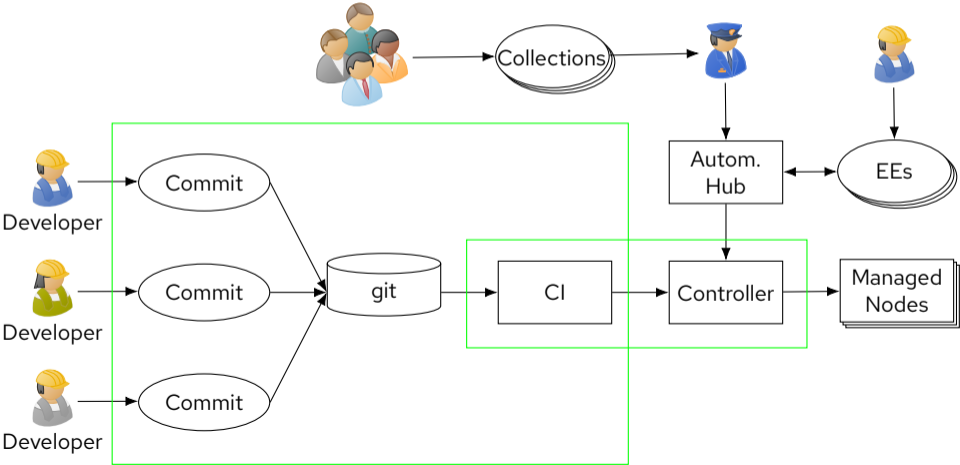 Collections
Autom.
Hub
EEs
Commit
Developer
git
CI
Controller
Managed
Nodes
Commit
Developer
Commit
Developer